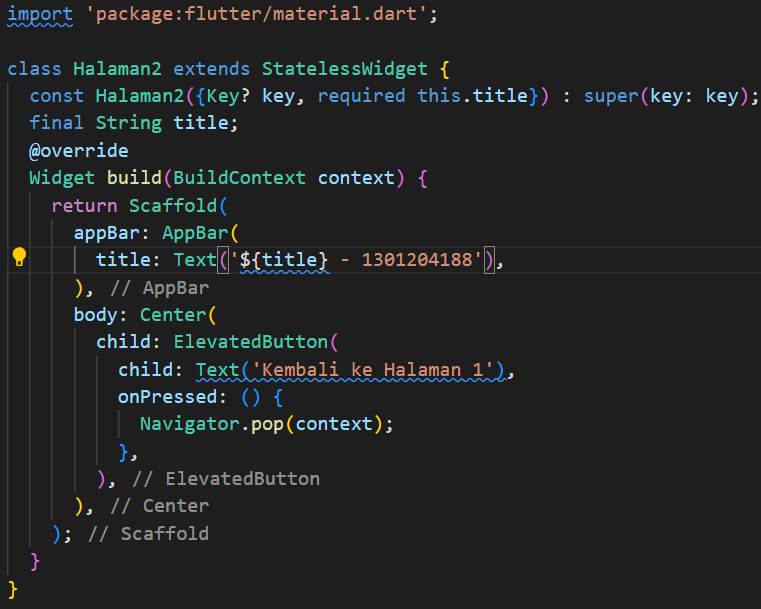 import 'package:flutter/material.dart';

class Halaman2 extends StatelessWidget {
  const Halaman2({Key? key, required this.title}) : super(key: key);
  final String title;
  @override
  Widget build(BuildContext context) {
    return Scaffold(
      appBar: AppBar(
        title: Text('${title} - 1301204188'),
      ), // AppBar
      body: Center(
        child: ElevatedButton(
          child: Text('Kembali ke Halaman 1'),
          onPressed: () {
            Navigator.pop(context);
          },
        ), // ElevatedButton
      ), // Center
    ); // Scaffold
  }
}